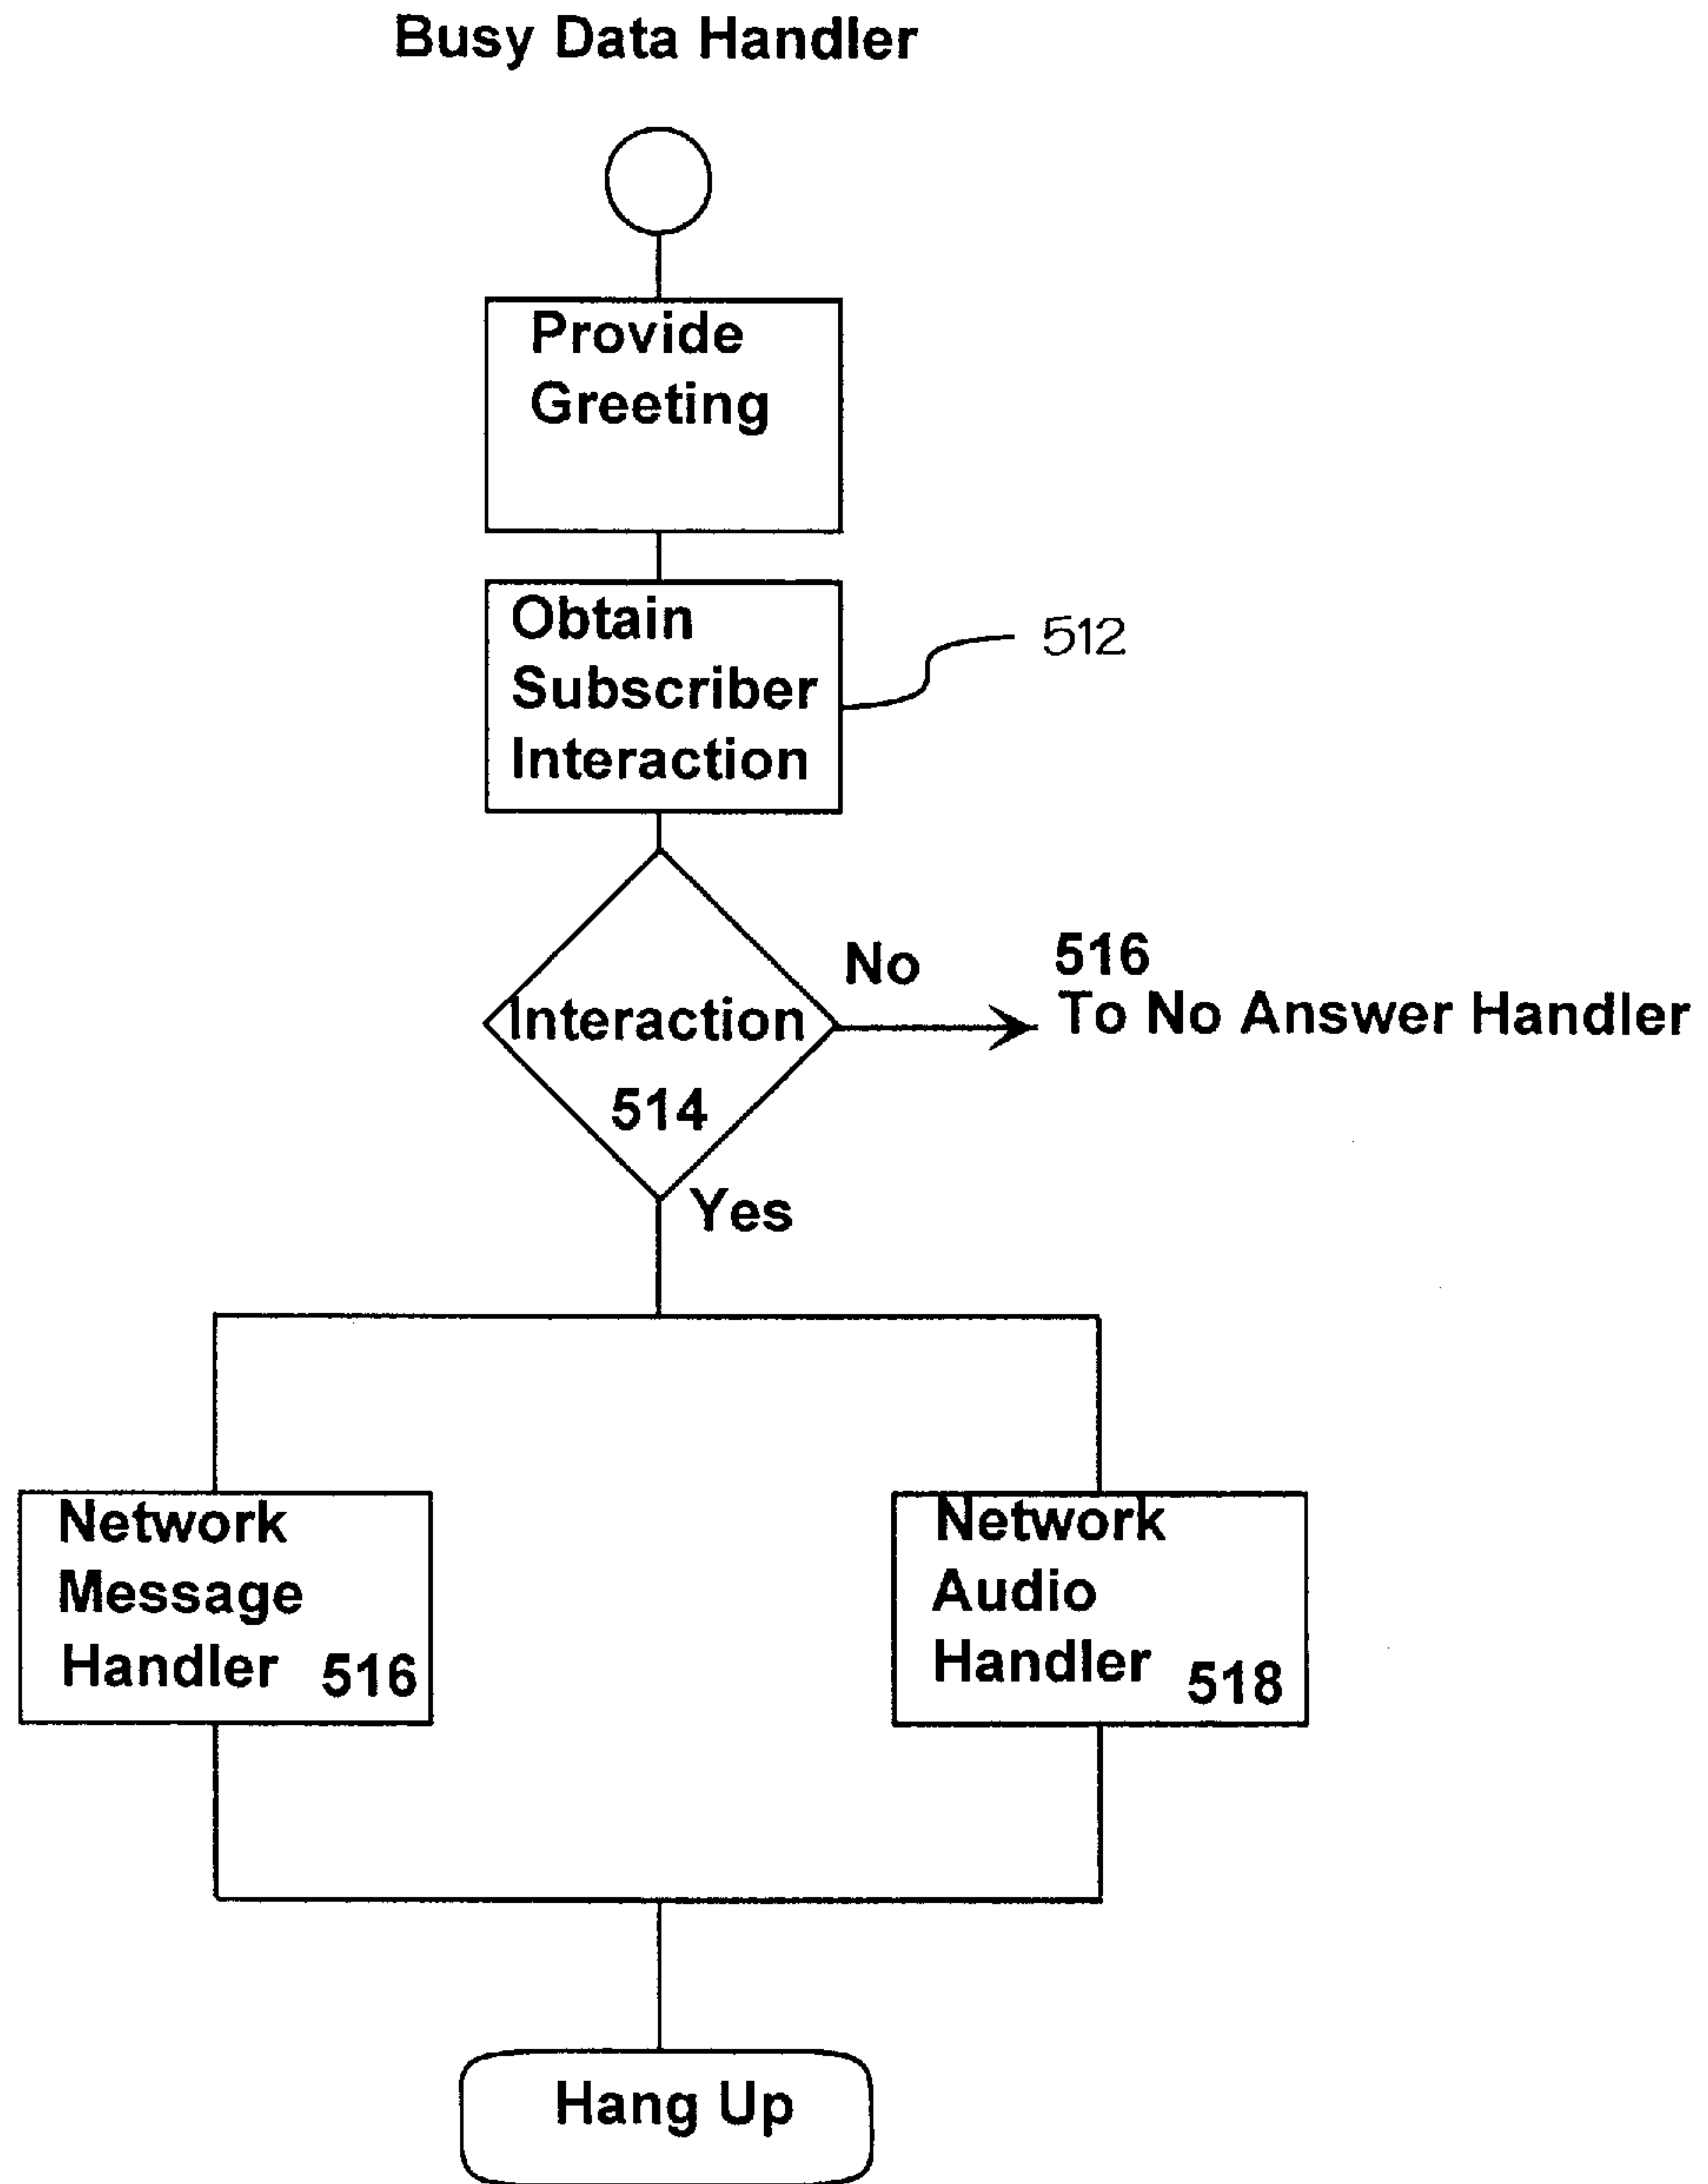 Busy Data Handler
Provide
Greeting
Obtain
Subscriber
Interaction
512
No
516
To No Answer Handler
Interaction
514
Yes
Network
Message
Handler 516
Network
Audio
Handler 518
Hang Up